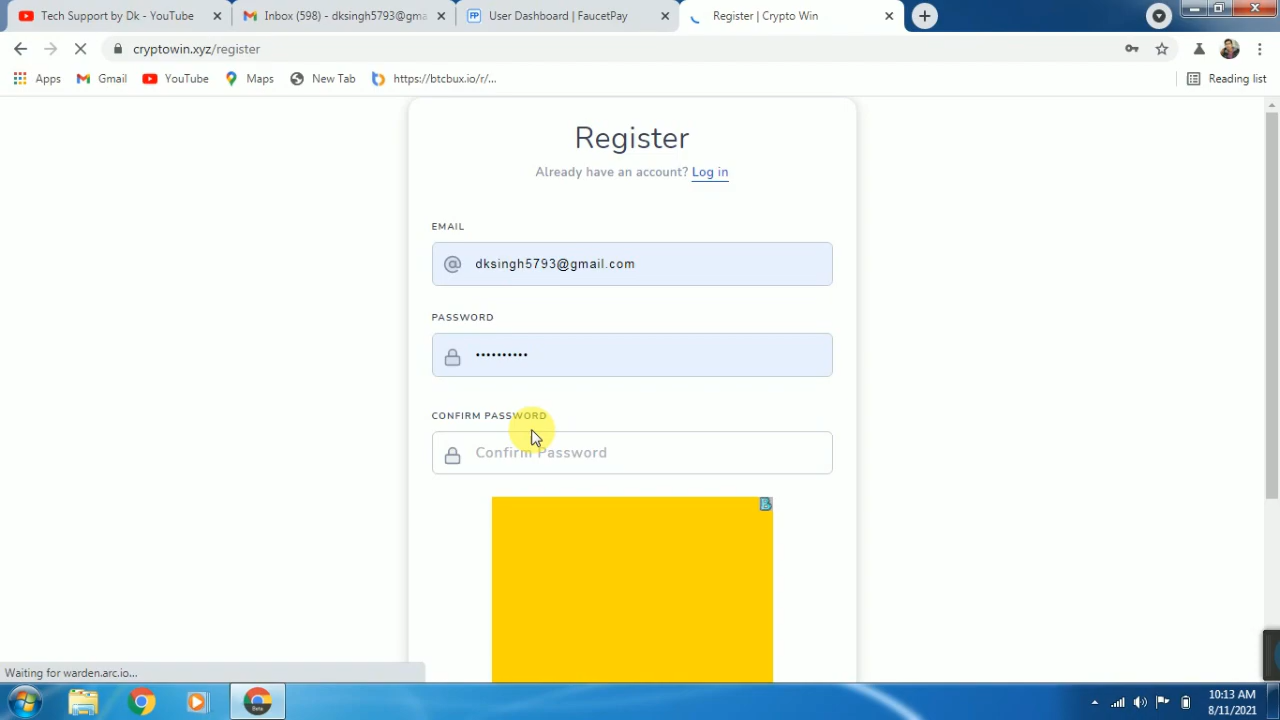 Tech Support by Dk - YouTube
Inbox (598) - dksingh5793@gma
User Dashboard | FaucetPay
Register | Crypto Win
cryptowin.xyz/register
Apps
Gmail
YouTube
Maps
New Tab
https://btcbux.io/r/...
Reading list
Register
Already have an account? Log in
EMAIL
@ dksingh5793@gmail.com
PASSWORD
••••••••••
CONFIRM PASSWORD
Confirm Password
Waiting for warden.arc.io...
Beta
10:13 AM
8/11/2021